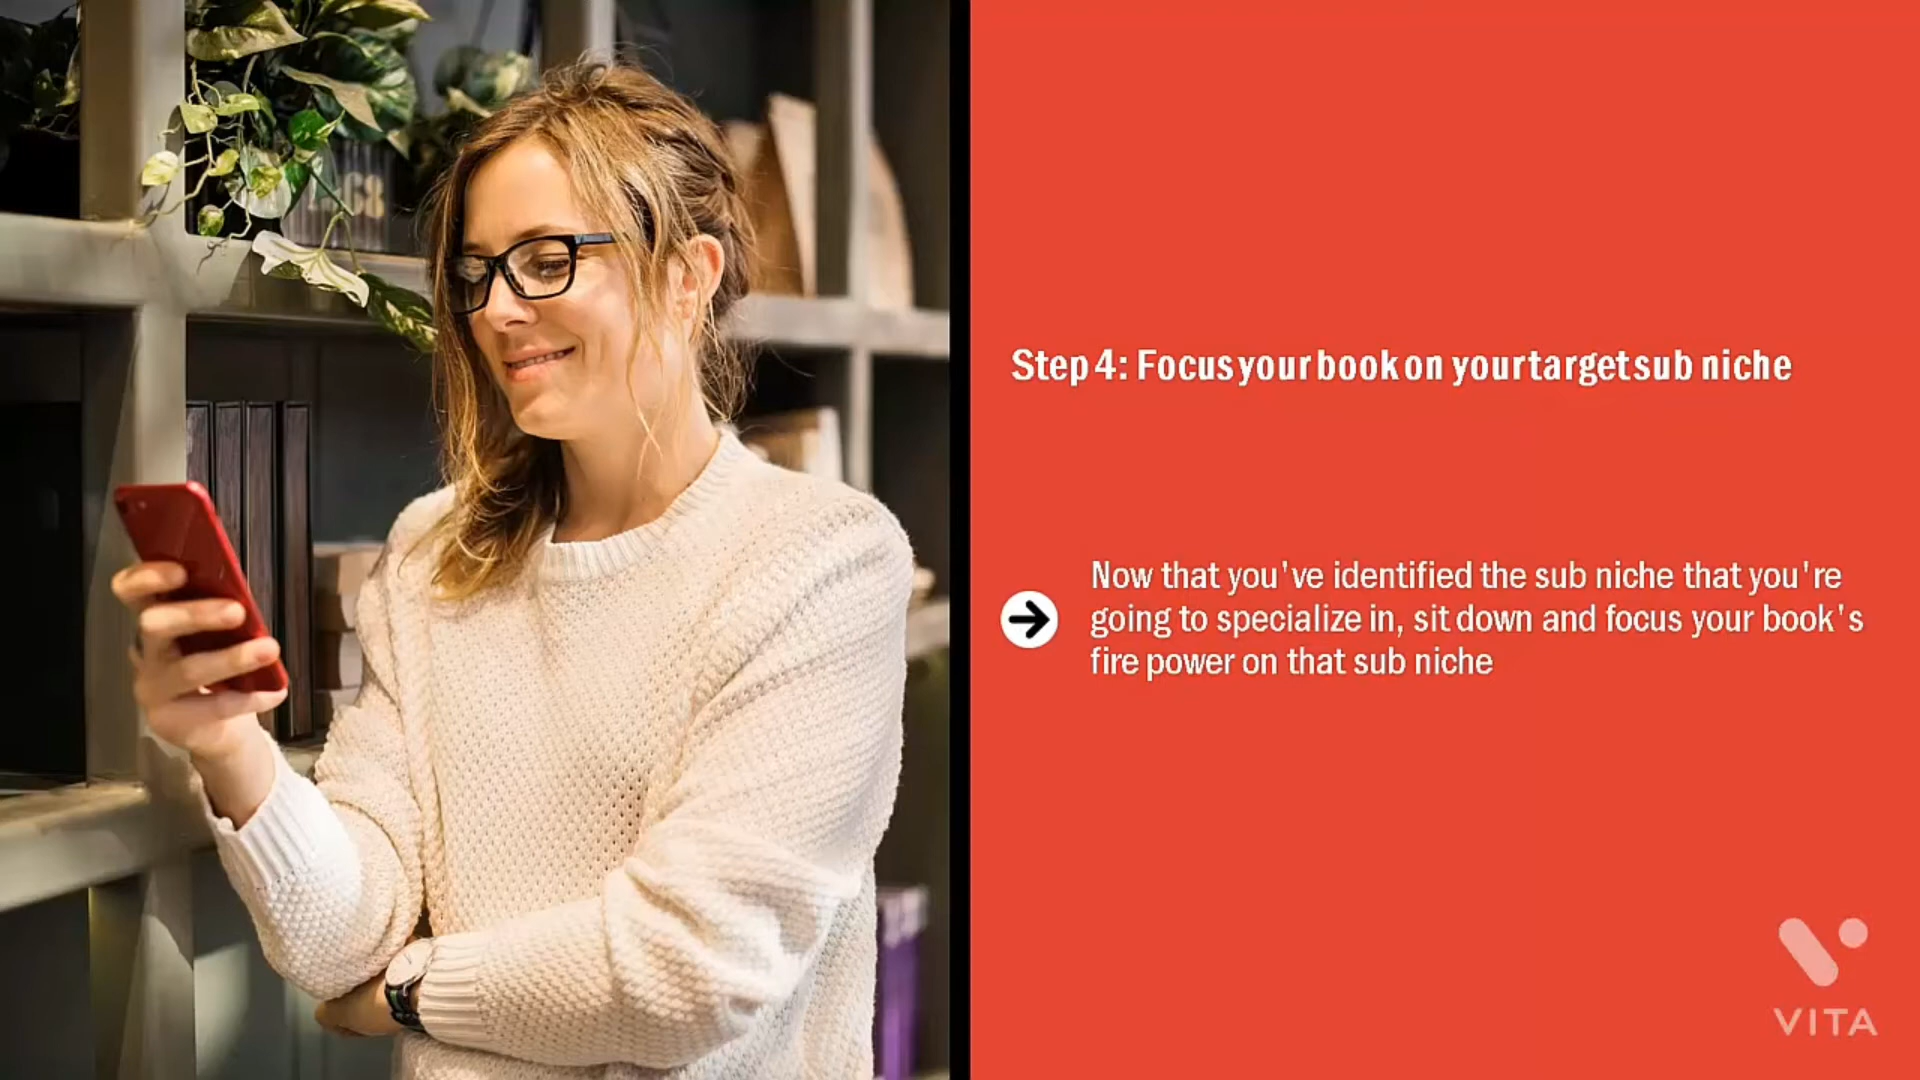 Step 4: Focus your book on your target sub niche
Now that you've identified the sub niche that you're
going to specialize in, sit down and focus your book's
fire power on that sub niche
VITA